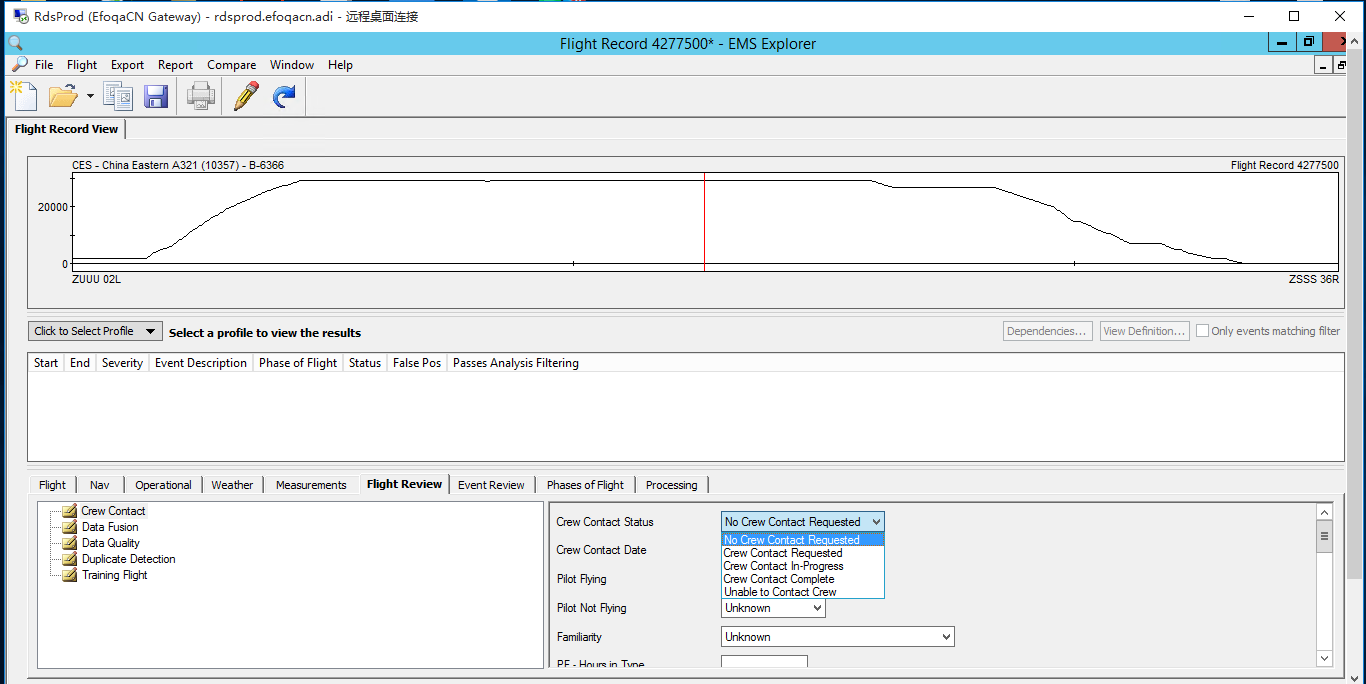 RdsProd (EfoqaCN Gateway) - rdsprod.efoqacn.adi - 远程桌面连接
Flight Record 4277500* - EMS Explorer
File Flight Export Report Compare Window Help
Flight Record View
CES - China Eastern A321 (10357) - B-6366 Flight Record 4277500
20000
0
ZUUU 02L ZSSS 36R
Click to Select Profile Select a profile to view the results Dependencies... View Definition... Only events matching filter
Start End Severity Event Description Phase of Flight Status False Pos Passes Analysis Filtering
Flight Nav Operational Weather Measurements Flight Review Event Review Phases of Flight Processing
Crew Contact
Data Fusion
Data Quality
Duplicate Detection
Training Flight
Crew Contact Status No Crew Contact Requested
No Crew Contact Requested
Crew Contact Requested
Crew Contact In-Progress
Crew Contact Complete
Unable to Contact Crew
Crew Contact Date
Pilot Flying
Pilot Not Flying Unknown
Familiarity Unknown
PF - Hours in Type